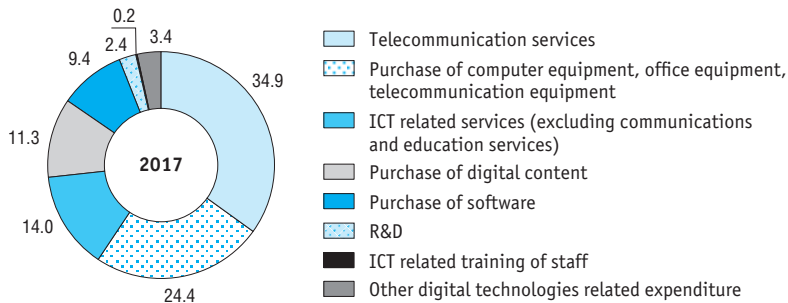 0.2
2.4
3.4
9.4
34.9
11.3
2017
14.0
24.4
Telecommunication services
Purchase of computer equipment, office equipment,
telecommunication equipment
ICT related services (excluding communications
and education services)
Purchase of digital content
Purchase of software
R&D
ICT related training of staff
Other digital technologies related expenditure